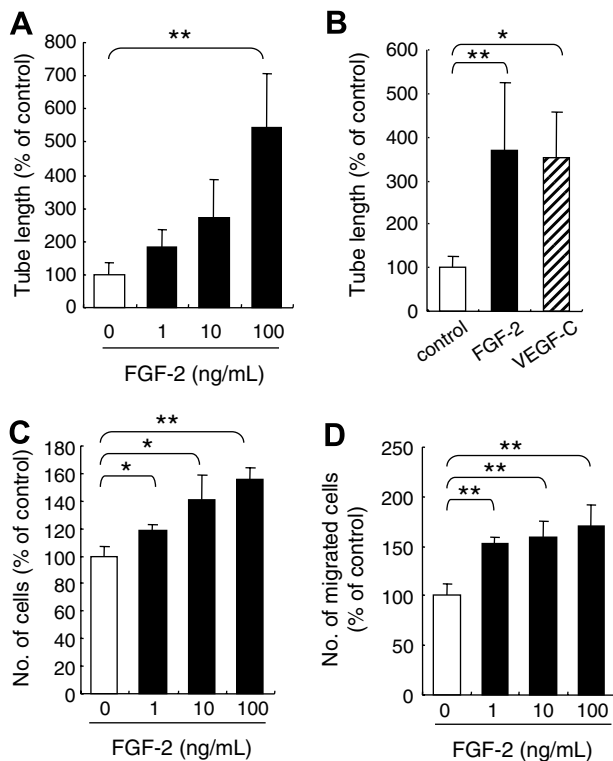 A
**
Tube length (% of control)
800
700
600
500
400
300
200
100
0
0 1 10 100
FGF-2 (ng/mL)
B
*
**
Tube length (% of control)
600
500
400
300
200
100
0
control FGF-2 VEGF-C
C
**
*
*
No. of cells (% of control)
180
160
140
120
100
80
60
40
20
0
0 1 10 100
FGF-2 (ng/mL)
D
**
**
**
No. of migrated cells
(% of control)
250
200
150
100
50
0
0 1 10 100
FGF-2 (ng/mL)